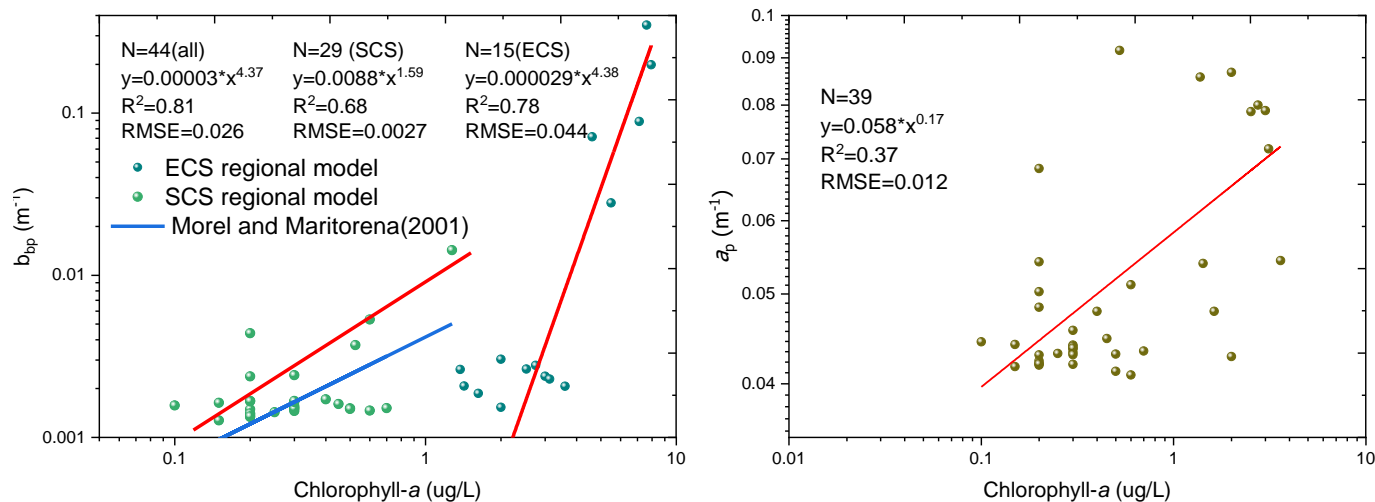 N=44(all) N=29 (SCS) N=15(ECS)
y=0.00003*x^4.37 y=0.0088*x^1.59 y=0.000029*x^4.38
R²=0.81 R²=0.68 R²=0.78
RMSE=0.026 RMSE=0.0027 RMSE=0.044
ECS regional model
SCS regional model
Morel and Maritorena(2001)
b_bp (m⁻¹)
0.1
0.01
0.001
0.1 1 10
Chlorophyll-a (ug/L)
N=39
y=0.058*x^0.17
R²=0.37
RMSE=0.012
a_p (m⁻¹)
0.1
0.09
0.08
0.07
0.06
0.05
0.04
0.01 0.1 1 10
Chlorophyll-a (ug/L)